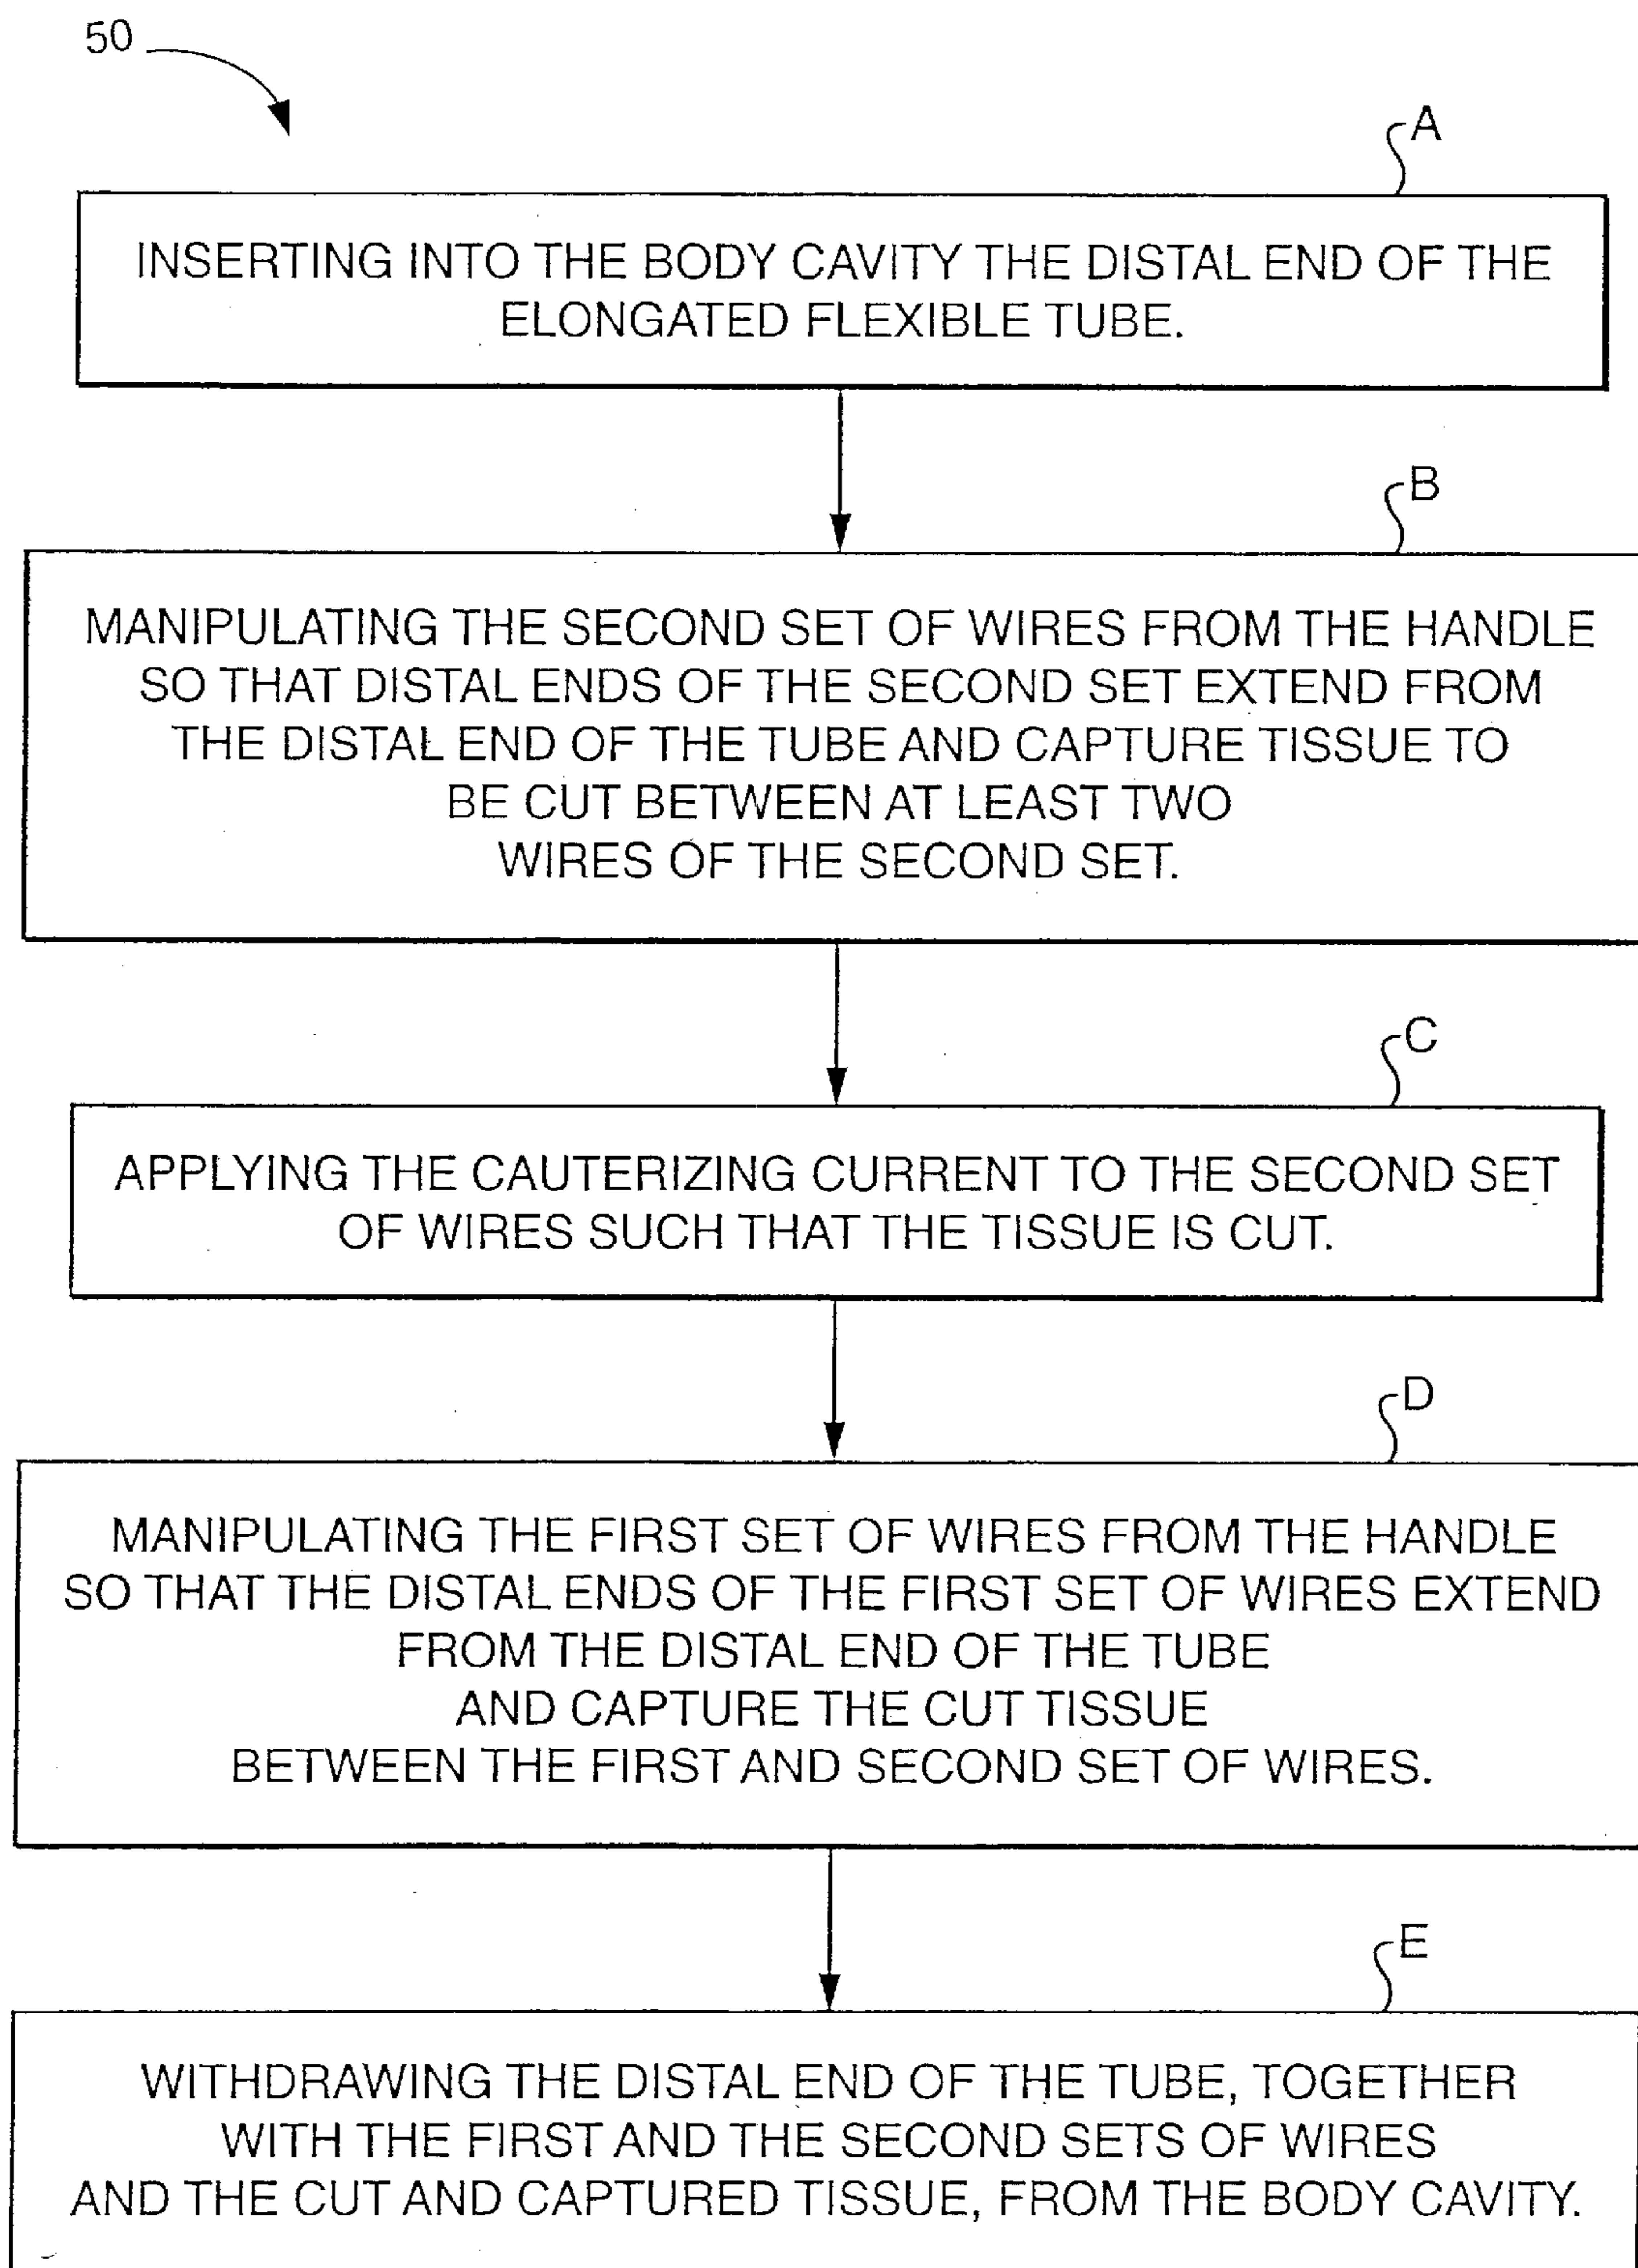 50
A
INSERTING INTO THE BODY CAVITY THE DISTAL END OF THE
ELONGATED FLEXIBLE TUBE.
B
MANIPULATING THE SECOND SET OF WIRES FROM THE HANDLE
SO THAT DISTAL ENDS OF THE SECOND SET EXTEND FROM
THE DISTAL END OF THE TUBE AND CAPTURE TISSUE TO
BE CUT BETWEEN AT LEAST TWO
WIRES OF THE SECOND SET.
C
APPLYING THE CAUTERIZING CURRENT TO THE SECOND SET
OF WIRES SUCH THAT THE TISSUE IS CUT.
D
MANIPULATING THE FIRST SET OF WIRES FROM THE HANDLE
SO THAT THE DISTAL ENDS OF THE FIRST SET OF WIRES EXTEND
FROM THE DISTAL END OF THE TUBE
AND CAPTURE THE CUT TISSUE
BETWEEN THE FIRST AND SECOND SET OF WIRES.
E
WITHDRAWING THE DISTAL END OF THE TUBE, TOGETHER
WITH THE FIRST AND THE SECOND SETS OF WIRES
AND THE CUT AND CAPTURED TISSUE, FROM THE BODY CAVITY.